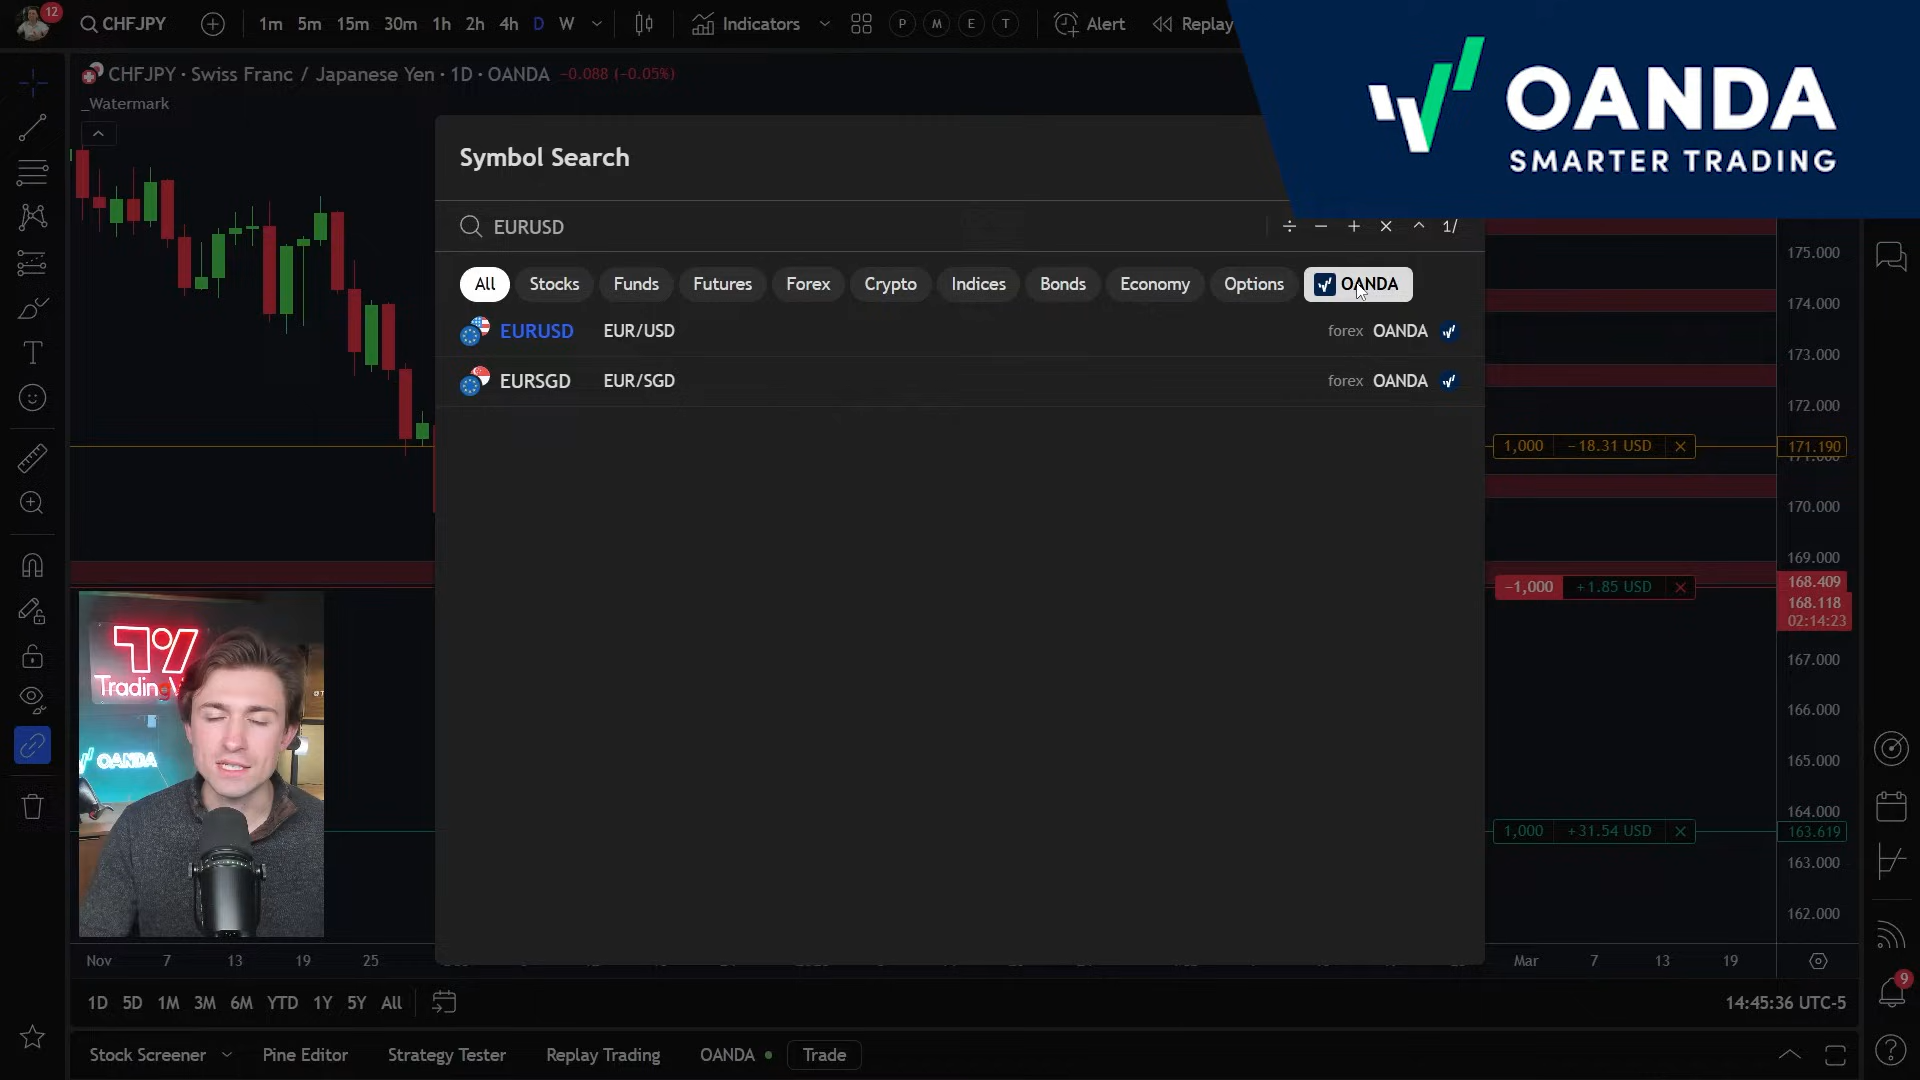 12
CHFJPY
1m 5m 15m 30m 1h 2h 4h D W
Indicators
P M E T
Alert
Replay
OANDA
SMARTER TRADING
CHFJPY · Swiss Franc / Japanese Yen · 1D · OANDA −0.088 (−0.05%)
_Watermark
Symbol Search
EURUSD
1/
All Stocks Funds Futures Forex Crypto Indices Bonds Economy Options OANDA
EURUSD EUR/USD forex OANDA
EURSGD EUR/SGD forex OANDA
175.000
174.000
173.000
172.000
1,000 −18.31 USD 171.190
170.000
169.000
−1,000 +1.85 USD 168.409
168.118
02:14:23
167.000
166.000
165.000
164.000
1,000 +31.54 USD 163.619
163.000
162.000
OANDA
Nov 7 13 19 25 Mar 7 13 19
1D 5D 1M 3M 6M YTD 1Y 5Y All
14:45:36 UTC-5
9
Stock Screener Pine Editor Strategy Tester Replay Trading OANDA Trade